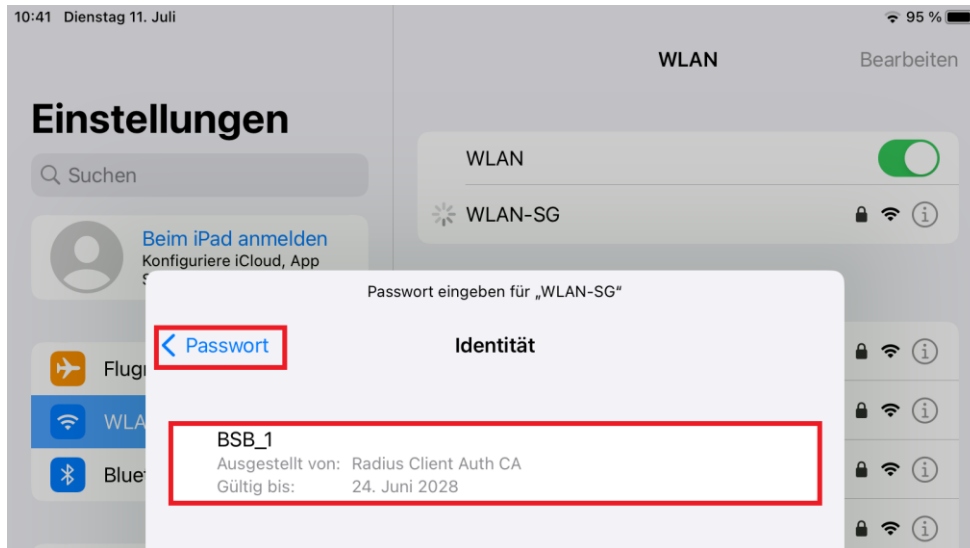 10:41 Dienstag 11. Juli
95 %
WLAN
Bearbeiten
Einstellungen
Suchen
WLAN
WLAN-SG
Beim iPad anmelden
Konfiguriere iCloud, App
Passwort eingeben für „WLAN-SG“
Passwort
Identität
BSB_1
Ausgestellt von: Radius Client Auth CA
Gültig bis: 24. Juni 2028